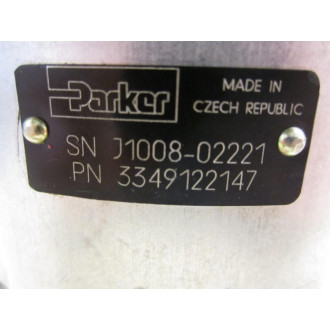 Parker
MADE IN
CZECH REPUBLIC
SN J1008-02221
PN 3349122147